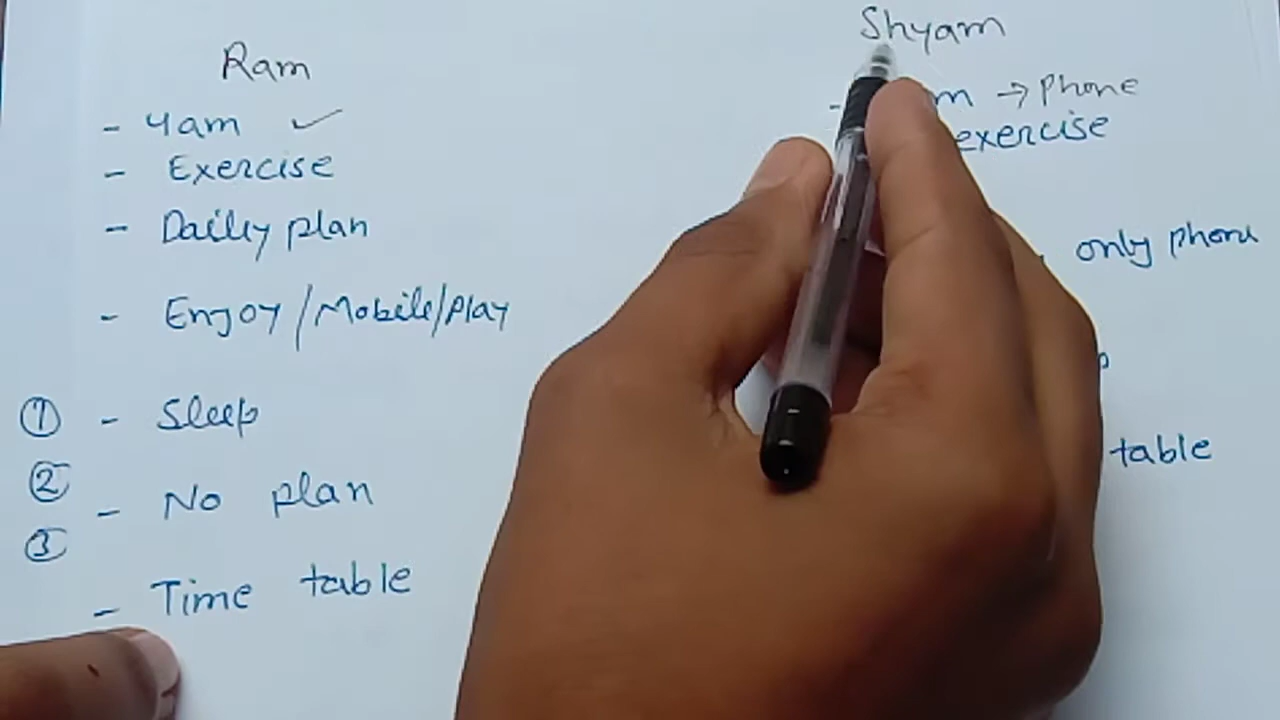 Ram
- 4am ✓
- Exercise
- Dailey plan
- Enjoy /Mobile/Play
① - Sleep
②
- No plan
③
- Time table
Shyam
- m → Phone
exercise
only phone
p
table